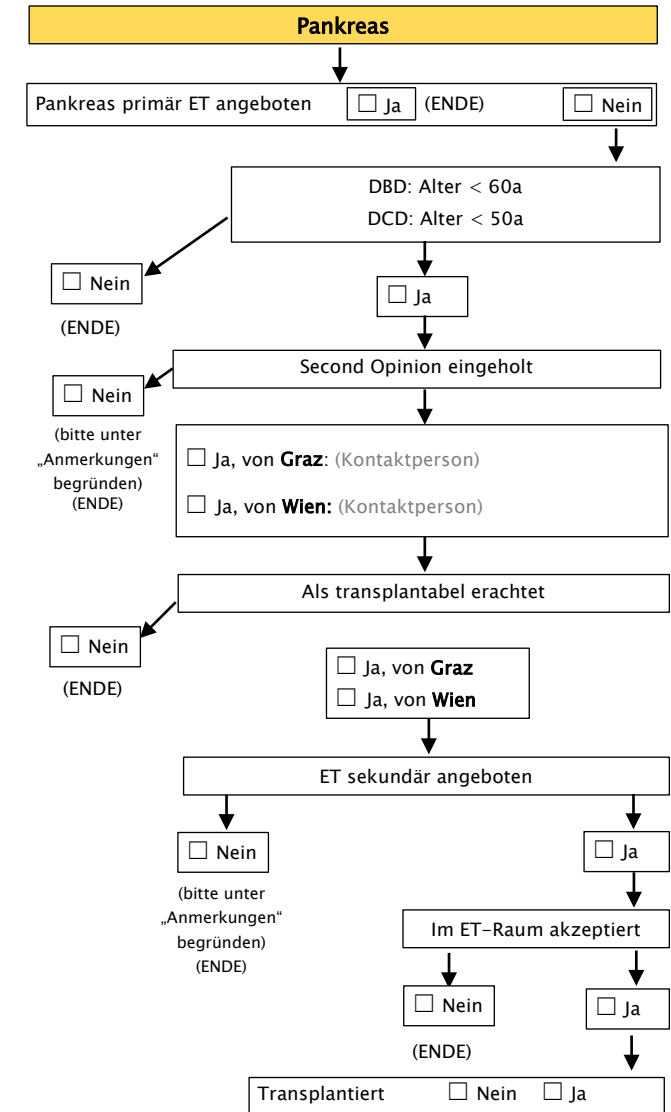 Pankreas
Pankreas primär ET angeboten ☐ Ja (ENDE) ☐ Nein
DBD: Alter < 60a
DCD: Alter < 50a
☐ Nein
(ENDE)
☐ Ja
Second Opinion eingeholt
☐ Nein
(bitte unter
„Anmerkungen“
begründen)
(ENDE)
☐ Ja, von Graz: (Kontaktperson)
☐ Ja, von Wien: (Kontaktperson)
Als transplantabel erachtet
☐ Nein
(ENDE)
☐ Ja, von Graz
☐ Ja, von Wien
ET sekundär angeboten
☐ Nein
(bitte unter
„Anmerkungen“
begründen)
(ENDE)
☐ Ja
Im ET-Raum akzeptiert
☐ Nein
(ENDE)
☐ Ja
Transplantiert ☐ Nein ☐ Ja